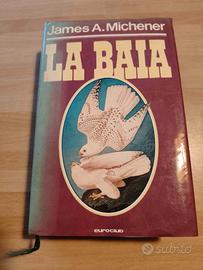 James A. Michener
LA BAIA
euroclub
subito